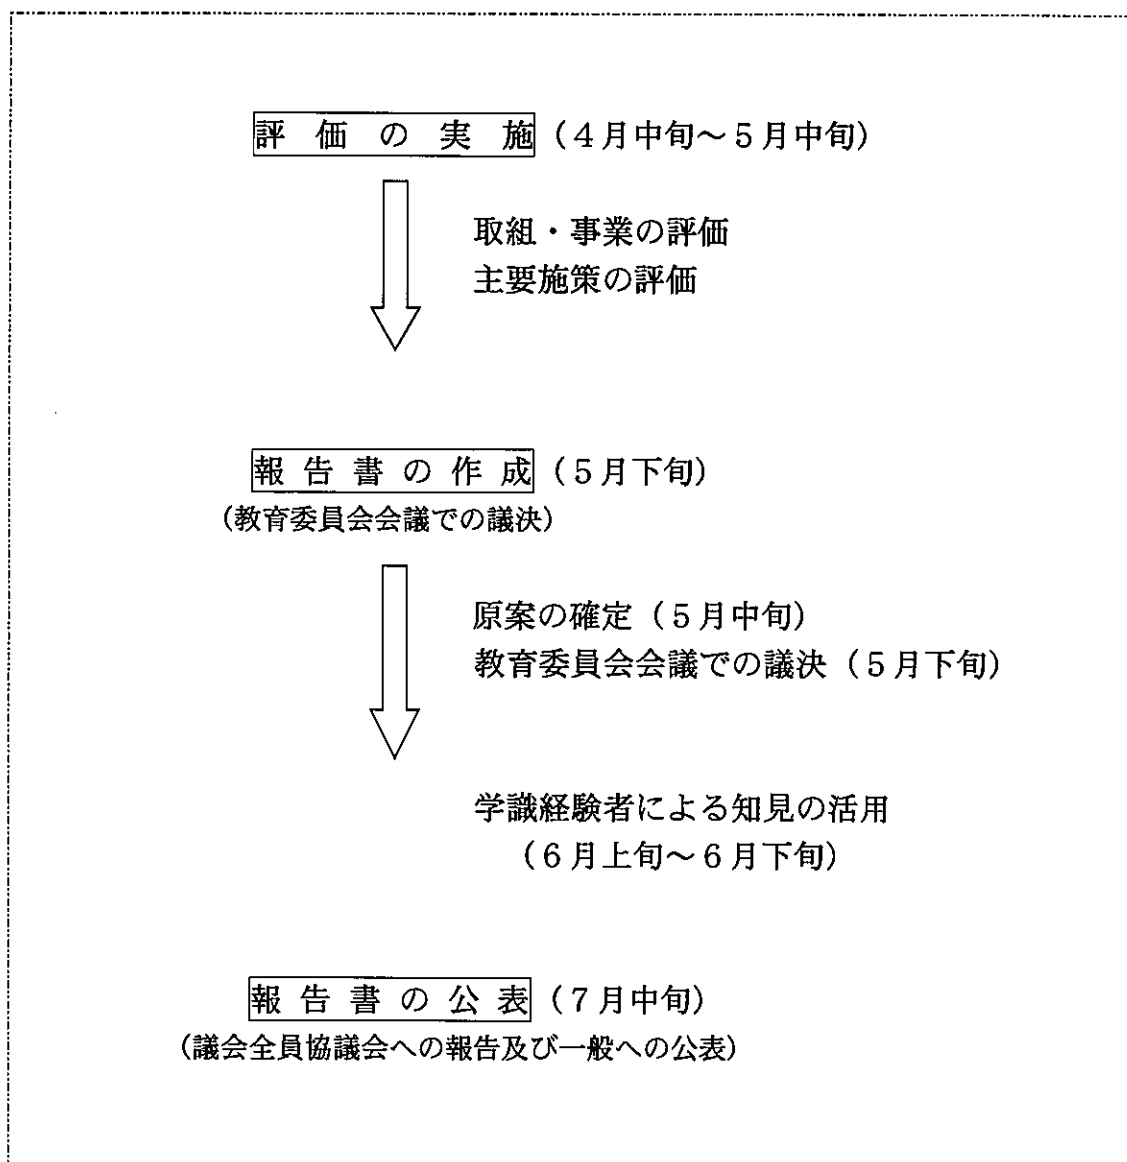 評価の実施（４月中旬～５月中旬）
取組・事業の評価
主要施策の評価
報告書の作成（５月下旬）
（教育委員会会議での議決）
原案の確定（５月中旬）
教育委員会会議での議決（５月下旬）
学識経験者による知見の活用
（６月上旬～６月下旬）
報告書の公表（７月中旬）
（議会全員協議会への報告及び一般への公表）